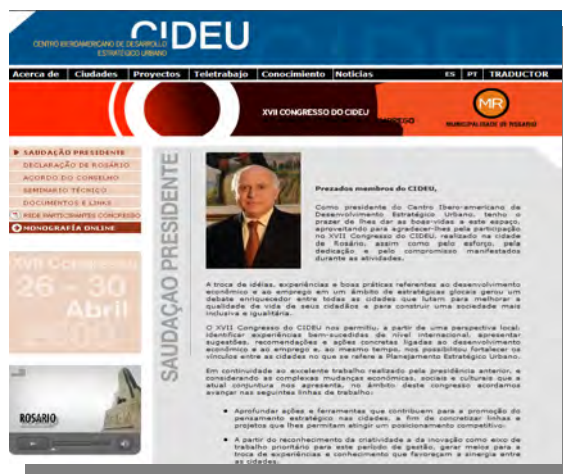 CIDEU
CENTRO IBEROAMERICANO DE DESARROLLO
ESTRATÉGICO URBANO
Acerca de Ciudades Proyectos Teletrabajo Conocimiento Noticias ES PT TRADUCTOR
XVII CONGRESSO DO CIDEU
MR
MUNICIPALIDADE DE ROSARIO
SAUDAÇÃO PRESIDENTE
DECLARAÇÃO DE ROSÁRIO
ACORDO DO CONSELHO
SEMINARIO TÉCNICO
DOCUMENTOS E LINKS
REDE PARTICIPANTES CONGRESSO
MONOGRAFÍA ONLINE
XVII Congreso
del CIDEU
26 - 30
Abril
ROSARIO
SAUDAÇAO PRESIDENTE
Prezados membros do CIDEU,
Como presidente do Centro Ibero-americano de
Desenvolvimento Estratégico Urbano, tenho o
prazer de lhes dar as boas-vidas a este espaço,
aproveitando para agradecer-lhes pela participação
no XVII Congresso do CIDEU, realizado na cidade
de Rosário, assim como pelo esforço, pela
dedicação e pelo compromisso manifestados
durante as atividades.
A troca de idéias, experiências e boas práticas referentes ao desenvolvimento
econômico e ao emprego em um âmbito de estratégicas glocais gerou um
debate enriquecedor entre todas as cidades que lutam para melhorar a
qualidade de vida de seus cidadãos e para construir uma sociedade mais
inclusiva e igualitária.
O XVII Congresso do CIDEU nos permitiu, a partir de uma perspectiva local,
identificar experiências bem-sucedidas de nível internacional, apresentar
sugestões, recomendações e ações concretas ligadas ao desenvolvimento
econômico e ao emprego e, ao mesmo tempo, nos possibilitou fortalecer os
vínculos entre as cidades no que se refere a Planejamento Estratégico Urbano.
Em continuidade ao excelente trabalho realizado pela presidência anterior, e
considerando as complexas mudanças econômicas, sociais e culturais que a
atual conjuntura nos apresenta, no âmbito deste congresso acordamos
avançar nas seguintes linhas de trabalho:
Aprofundar ações e ferramentas que contribuem para a promoção do
pensamento estratégico nas cidades, a fim de concretizar linhas e
projetos que lhes permitam atingir um posicionamento competitivo;
A partir do reconhecimento da criatividade e da inovação como eixo de
trabalho prioritário para este período de gestão, gerar meios para a
troca de experiências e conhecimento que favoreçam a sinergia entre
as cidades.